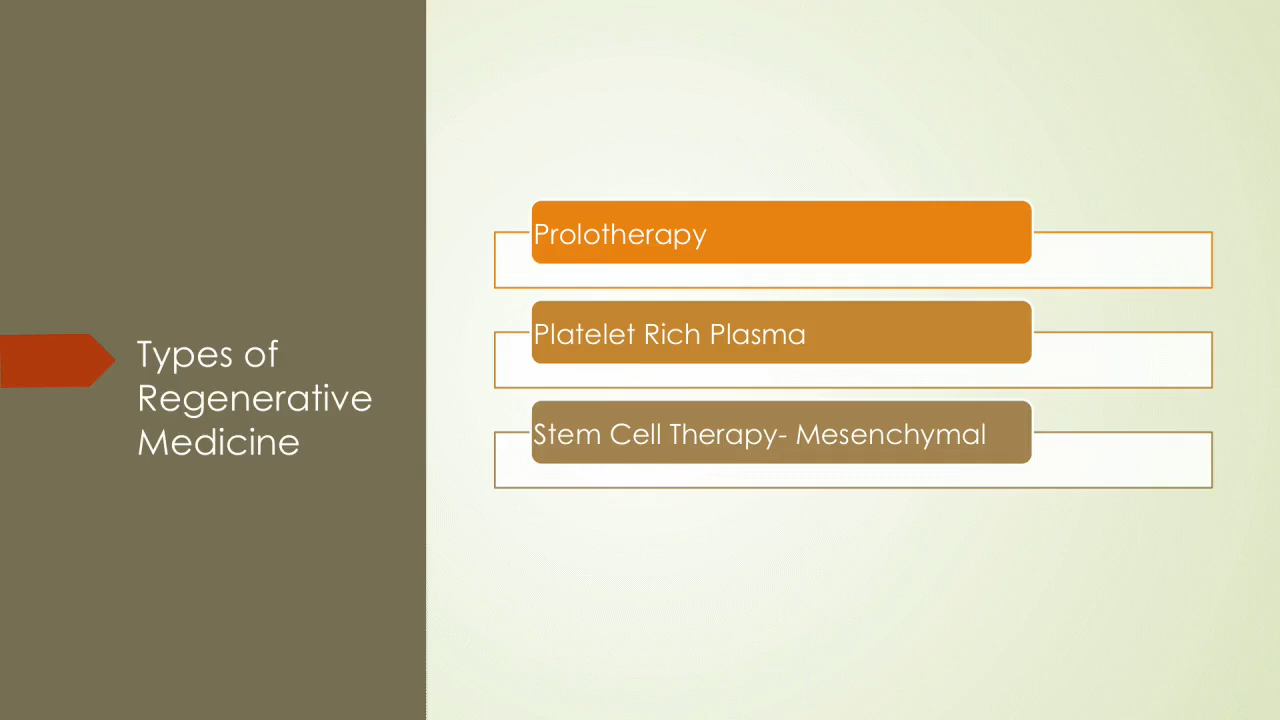 Types of
Regenerative
Medicine
Prolotherapy
Platelet Rich Plasma
Stem Cell Therapy- Mesenchymal